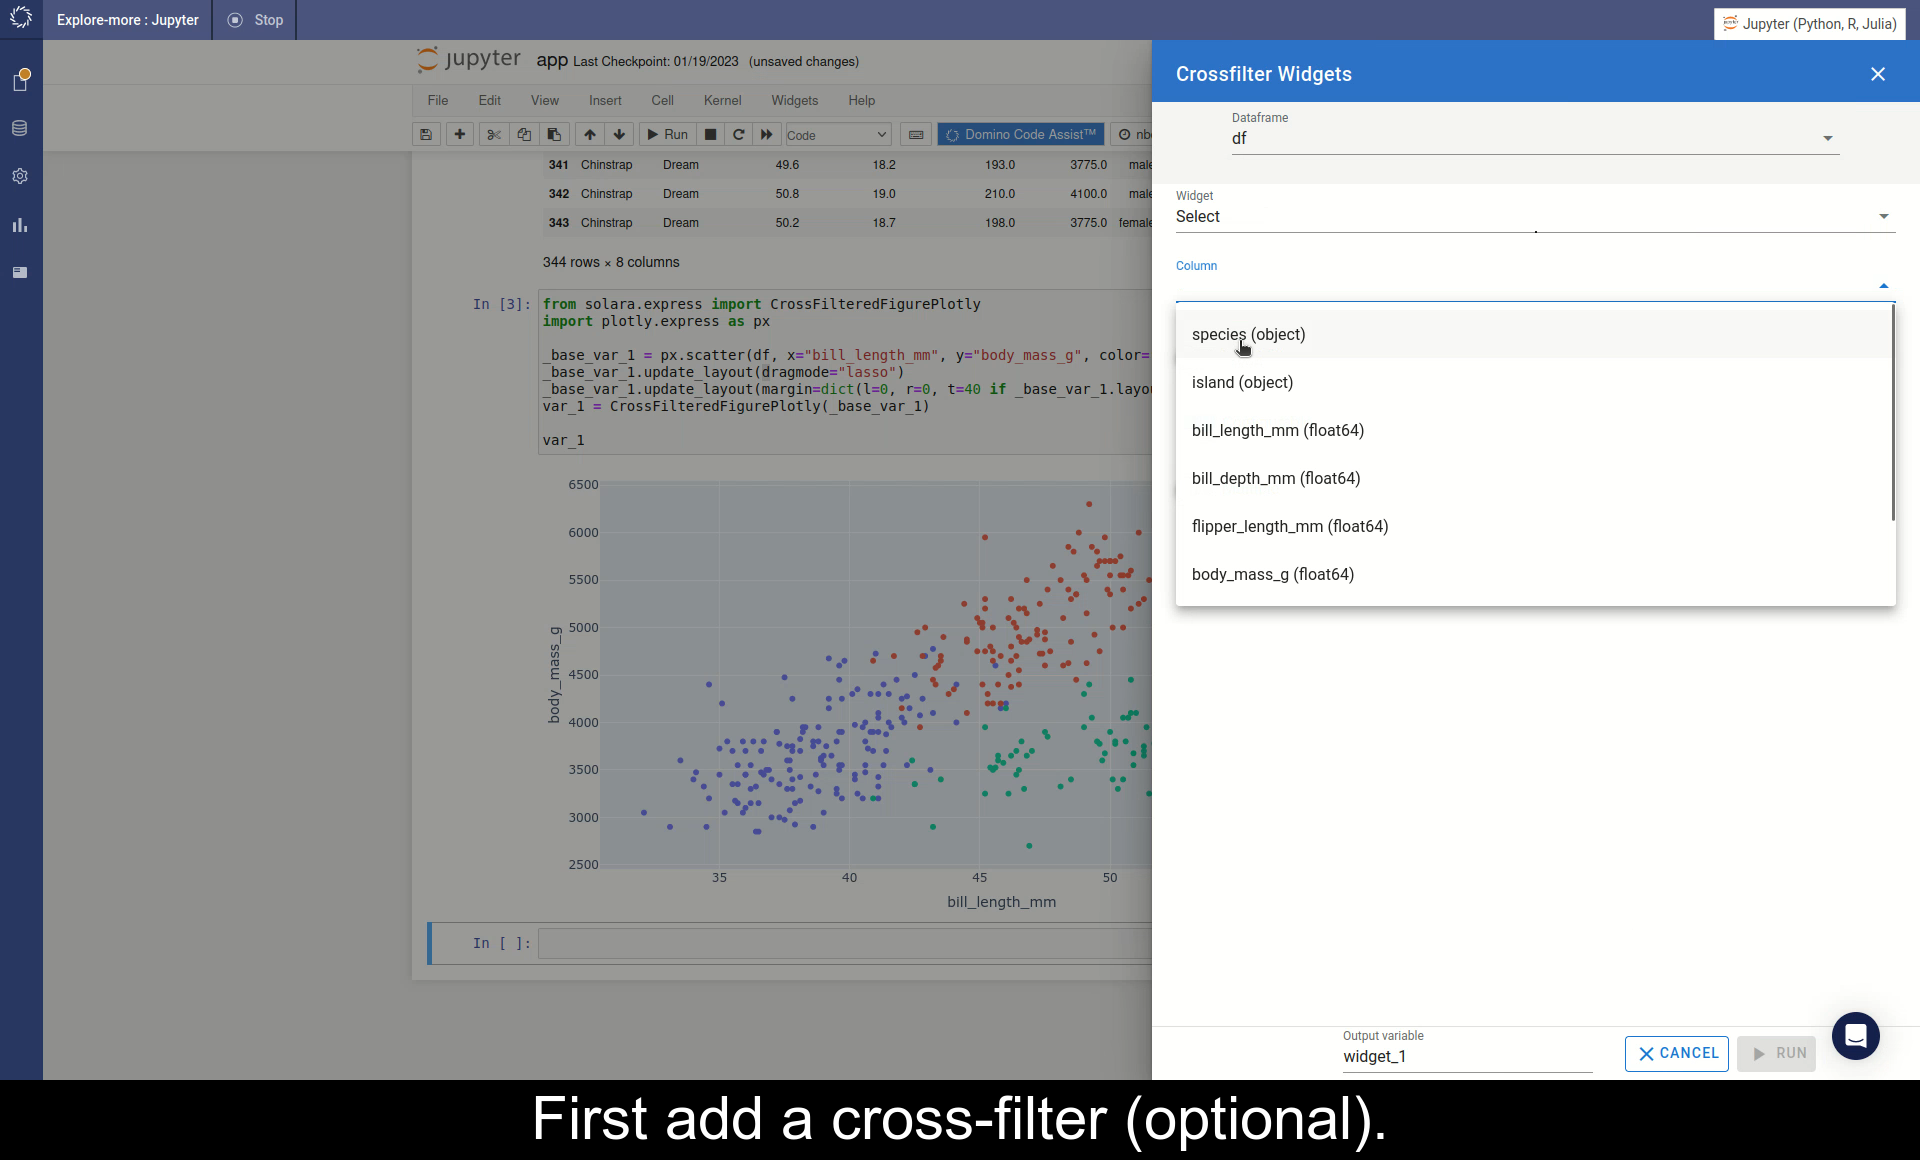 Explore-more : Jupyter
Stop
Jupyter (Python, R, Julia)
jupyter app Last Checkpoint: 01/19/2023 (unsaved changes)
File Edit View Insert Cell Kernel Widgets Help
Run Code Domino Code Assist™
341 Chinstrap Dream 49.6 18.2 193.0 3775.0 male
342 Chinstrap Dream 50.8 19.0 210.0 4100.0 male
343 Chinstrap Dream 50.2 18.7 198.0 3775.0 female
344 rows × 8 columns
In [3]:
from solara.express import CrossFilteredFigurePlotly
import plotly.express as px
_base_var_1 = px.scatter(df, x="bill_length_mm", y="body_mass_g", color=
_base_var_1.update_layout(dragmode="lasso")
_base_var_1.update_layout(margin=dict(l=0, r=0, t=40 if _base_var_1.layou
var_1 = CrossFilteredFigurePlotly(_base_var_1)
var_1
body_mass_g
6500
6000
5500
5000
4500
4000
3500
3000
2500
35 40 45 50
bill_length_mm
In [ ]:
Crossfilter Widgets
Dataframe
df
Widget
Select
Column
species (object)
island (object)
bill_length_mm (float64)
bill_depth_mm (float64)
flipper_length_mm (float64)
body_mass_g (float64)
Output variable
widget_1
CANCEL
RUN
First add a cross-filter (optional).